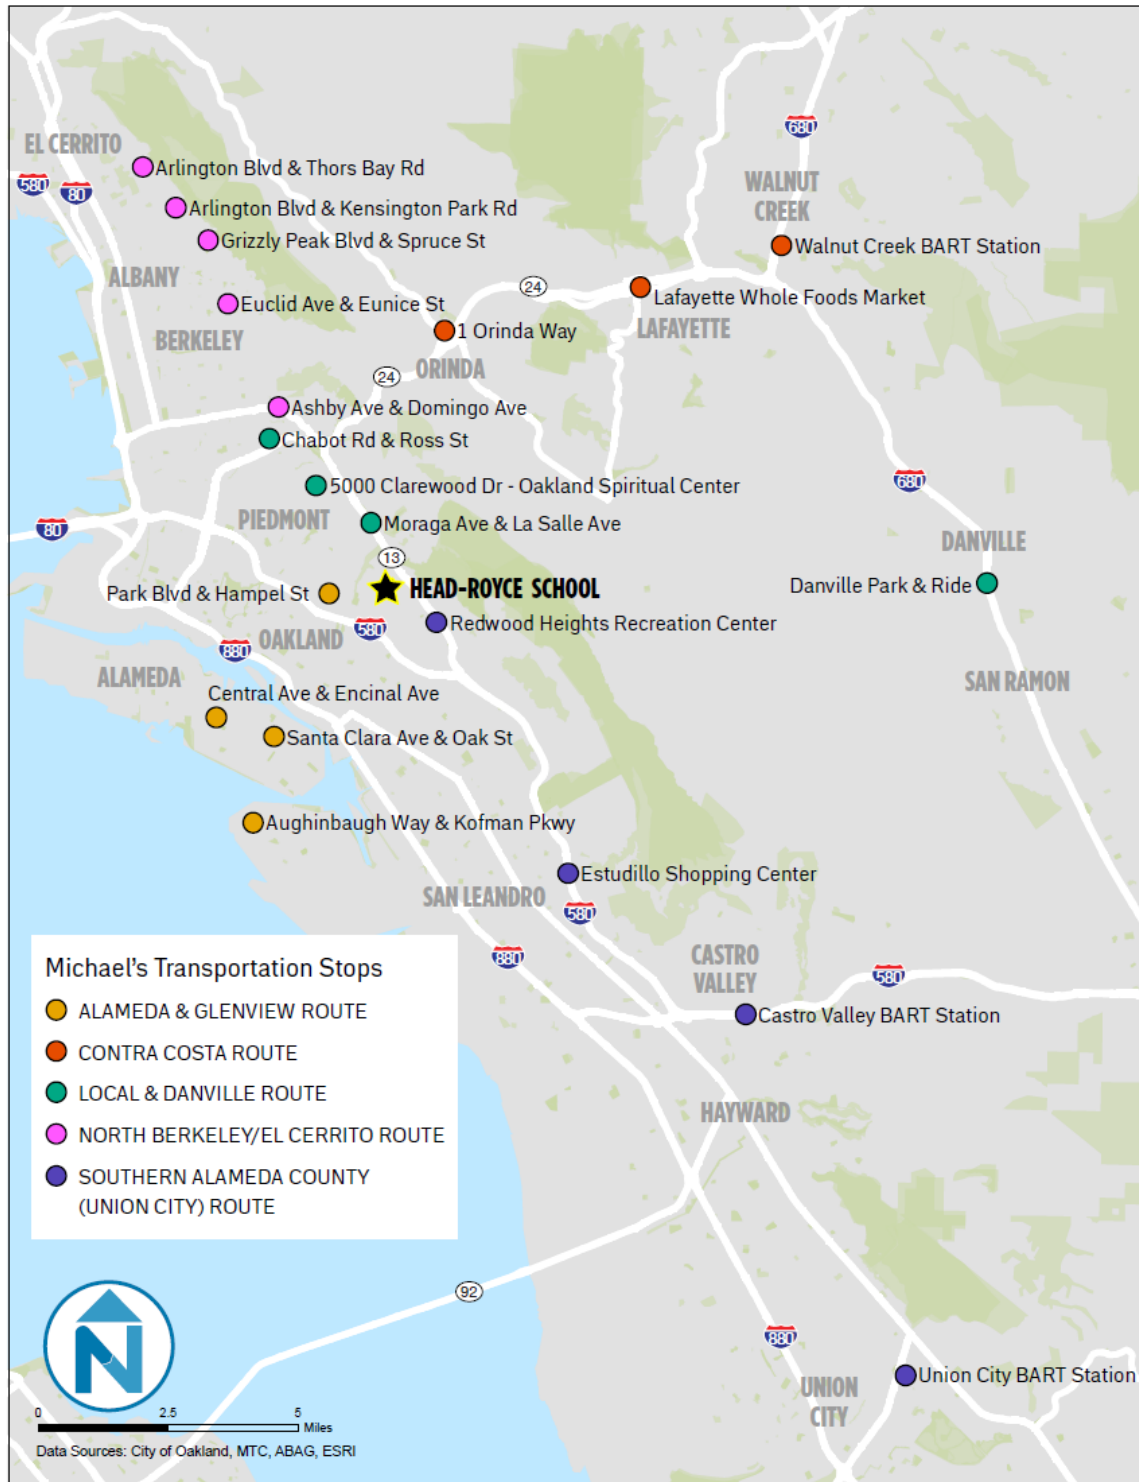 EL CERRITO
Arlington Blvd & Thors Bay Rd
580
80
680
WALNUT
CREEK
Arlington Blvd & Kensington Park Rd
Grizzly Peak Blvd & Spruce St
Walnut Creek BART Station
ALBANY
24
Lafayette Whole Foods Market
Euclid Ave & Eunice St
BERKELEY
1 Orinda Way
LAFAYETTE
ORINDA
24
Ashby Ave & Domingo Ave
Chabot Rd & Ross St
680
5000 Clarewood Dr - Oakland Spiritual Center
PIEDMONT
Moraga Ave & La Salle Ave
80
DANVILLE
13
HEAD-ROYCE SCHOOL
Danville Park & Ride
Park Blvd & Hampel St
Redwood Heights Recreation Center
580
OAKLAND
880
ALAMEDA
SAN RAMON
Central Ave & Encinal Ave
Santa Clara Ave & Oak St
Aughinbaugh Way & Kofman Pkwy
Estudillo Shopping Center
SAN LEANDRO
580
880
CASTRO
VALLEY
580
Castro Valley BART Station
Michael's Transportation Stops
ALAMEDA & GLENVIEW ROUTE
CONTRA COSTA ROUTE
LOCAL & DANVILLE ROUTE
NORTH BERKELEY/EL CERRITO ROUTE
SOUTHERN ALAMEDA COUNTY
(UNION CITY) ROUTE
HAYWARD
92
880
Union City BART Station
UNION
CITY
N
0 2.5 5
Miles
Data Sources: City of Oakland, MTC, ABAG, ESRI